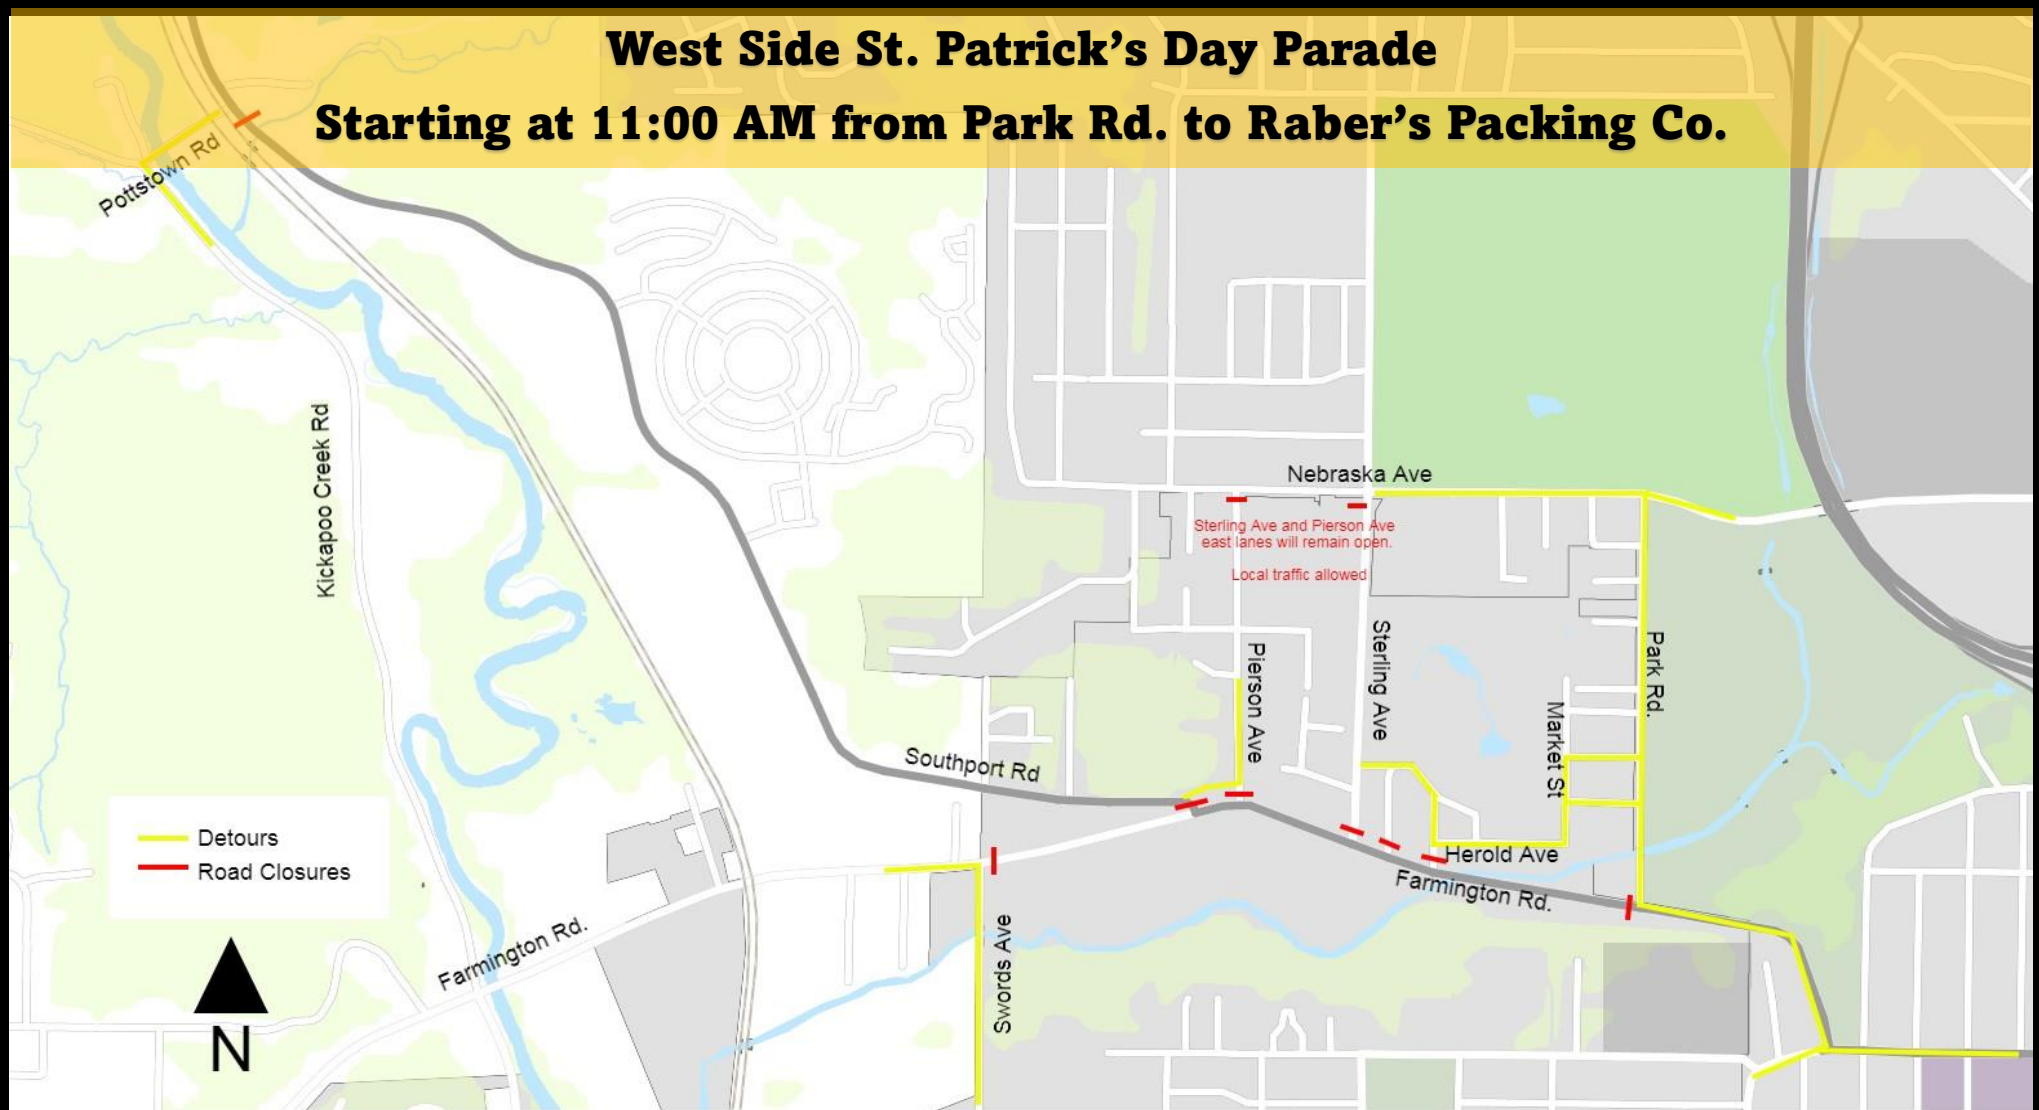 West Side St. Patrick's Day Parade
Starting at 11:00 AM from Park Rd. to Raber's Packing Co.
Pottstown Rd
Kickapoo Creek Rd
Nebraska Ave
Sterling Ave and Pierson Ave
east lanes will remain open.
Local traffic allowed
Pierson Ave
Sterling Ave
Park Rd.
Market St
Southport Rd
Herold Ave
Farmington Rd.
Detours
Road Closures
Farmington Rd.
Swords Ave
N